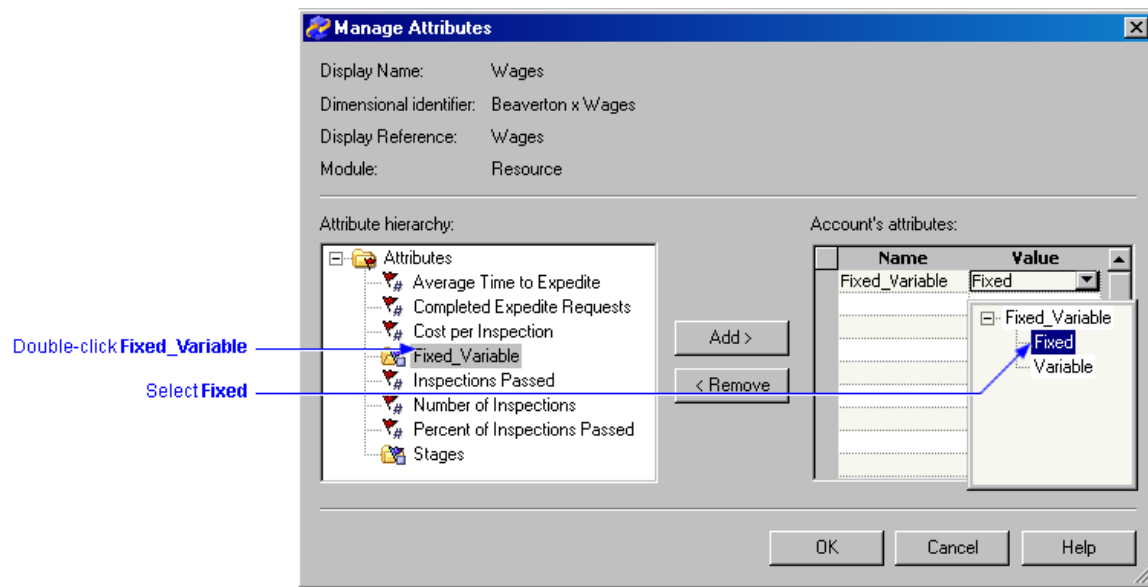 Manage Attributes
Display Name: Wages
Dimensional identifier: Beaverton x Wages
Display Reference: Wages
Module: Resource
Attribute hierarchy:
Attributes
Average Time to Expedite
Completed Expedite Requests
Cost per Inspection
Fixed_Variable
Inspections Passed
Number of Inspections
Percent of Inspections Passed
Stages
Double-click Fixed_Variable
Select Fixed
Add >
< Remove
Account's attributes:
Name Value
Fixed_Variable Fixed
Fixed_Variable
Fixed
Variable
OK Cancel Help